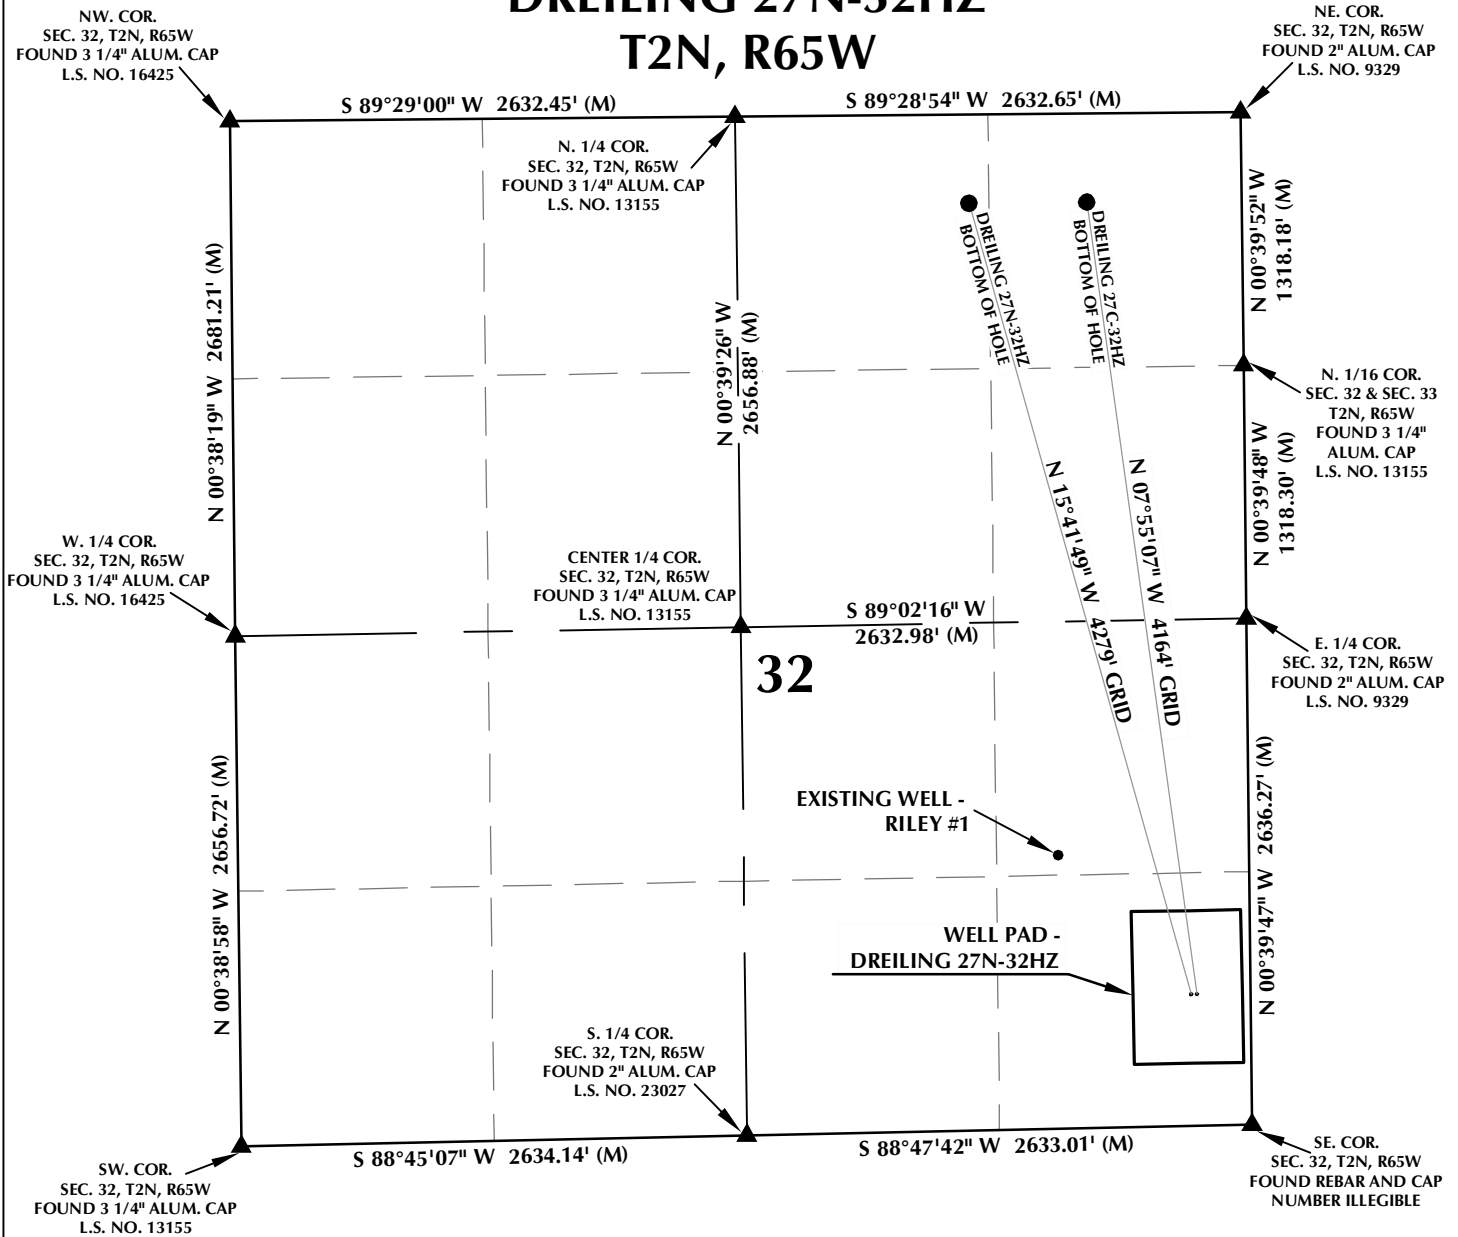 DREILING 27N-32HZ
T2N, R65W
NW. COR.
SEC. 32, T2N, R65W
FOUND 3 1/4" ALUM. CAP
L.S. NO. 16425
NE. COR.
SEC. 32, T2N, R65W
FOUND 2" ALUM. CAP
L.S. NO. 9329
S 89°29'00" W 2632.45' (M)
S 89°28'54" W 2632.65' (M)
N. 1/4 COR.
SEC. 32, T2N, R65W
FOUND 3 1/4" ALUM. CAP
L.S. NO. 13155
N 00°39'52" W
1318.18' (M)
DREILING 27N-32HZ
BOTTOM OF HOLE
DREILING 27C-32HZ
BOTTOM OF HOLE
N 00°38'19" W 2681.21' (M)
N 00°39'26" W
2656.88' (M)
N. 1/16 COR.
SEC. 32 & SEC. 33
T2N, R65W
FOUND 3 1/4"
ALUM. CAP
L.S. NO. 13155
N 00°39'48" W
1318.30' (M)
N 15°41'49" W 4279' GRID
N 07°55'07" W 4164' GRID
W. 1/4 COR.
SEC. 32, T2N, R65W
FOUND 3 1/4" ALUM. CAP
L.S. NO. 16425
CENTER 1/4 COR.
SEC. 32, T2N, R65W
FOUND 3 1/4" ALUM. CAP
L.S. NO. 13155
S 89°02'16" W
2632.98' (M)
32
E. 1/4 COR.
SEC. 32, T2N, R65W
FOUND 2" ALUM. CAP
L.S. NO. 9329
N 00°38'58" W 2656.72' (M)
EXISTING WELL -
RILEY #1
N 00°39'47" W 2636.27' (M)
WELL PAD -
DREILING 27N-32HZ
S. 1/4 COR.
SEC. 32, T2N, R65W
FOUND 2" ALUM. CAP
L.S. NO. 23027
S 88°45'07" W 2634.14' (M)
S 88°47'42" W 2633.01' (M)
SW. COR.
SEC. 32, T2N, R65W
FOUND 3 1/4" ALUM. CAP
L.S. NO. 13155
SE. COR.
SEC. 32, T2N, R65W
FOUND REBAR AND CAP
NUMBER ILLEGIBLE